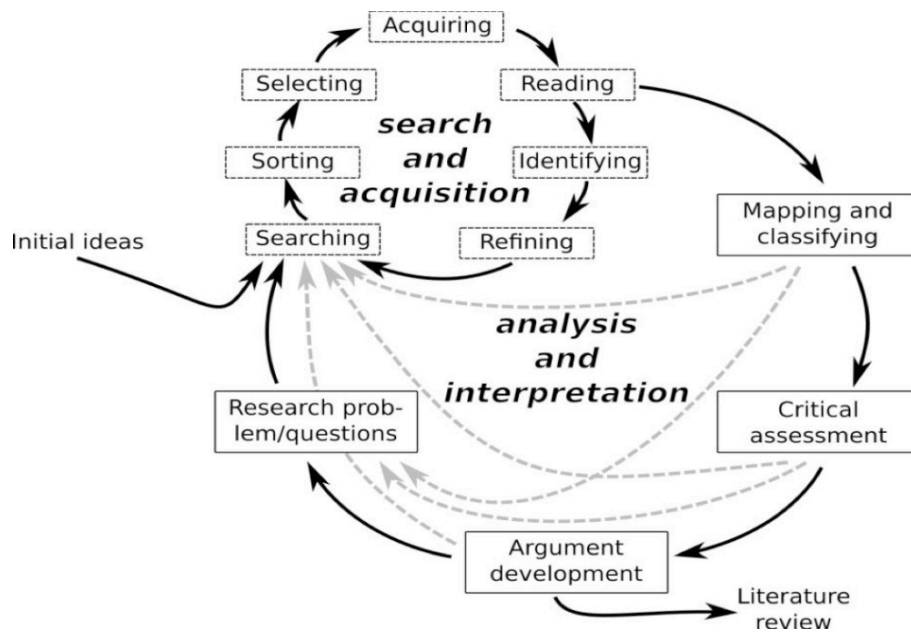 Acquiring
Selecting
Reading
search
and
acquisition
Sorting
Identifying
Mapping and
classifying
Initial ideas
Searching
Refining
analysis
and
interpretation
Research prob-
lem/questions
Critical
assessment
Argument
development
Literature
review